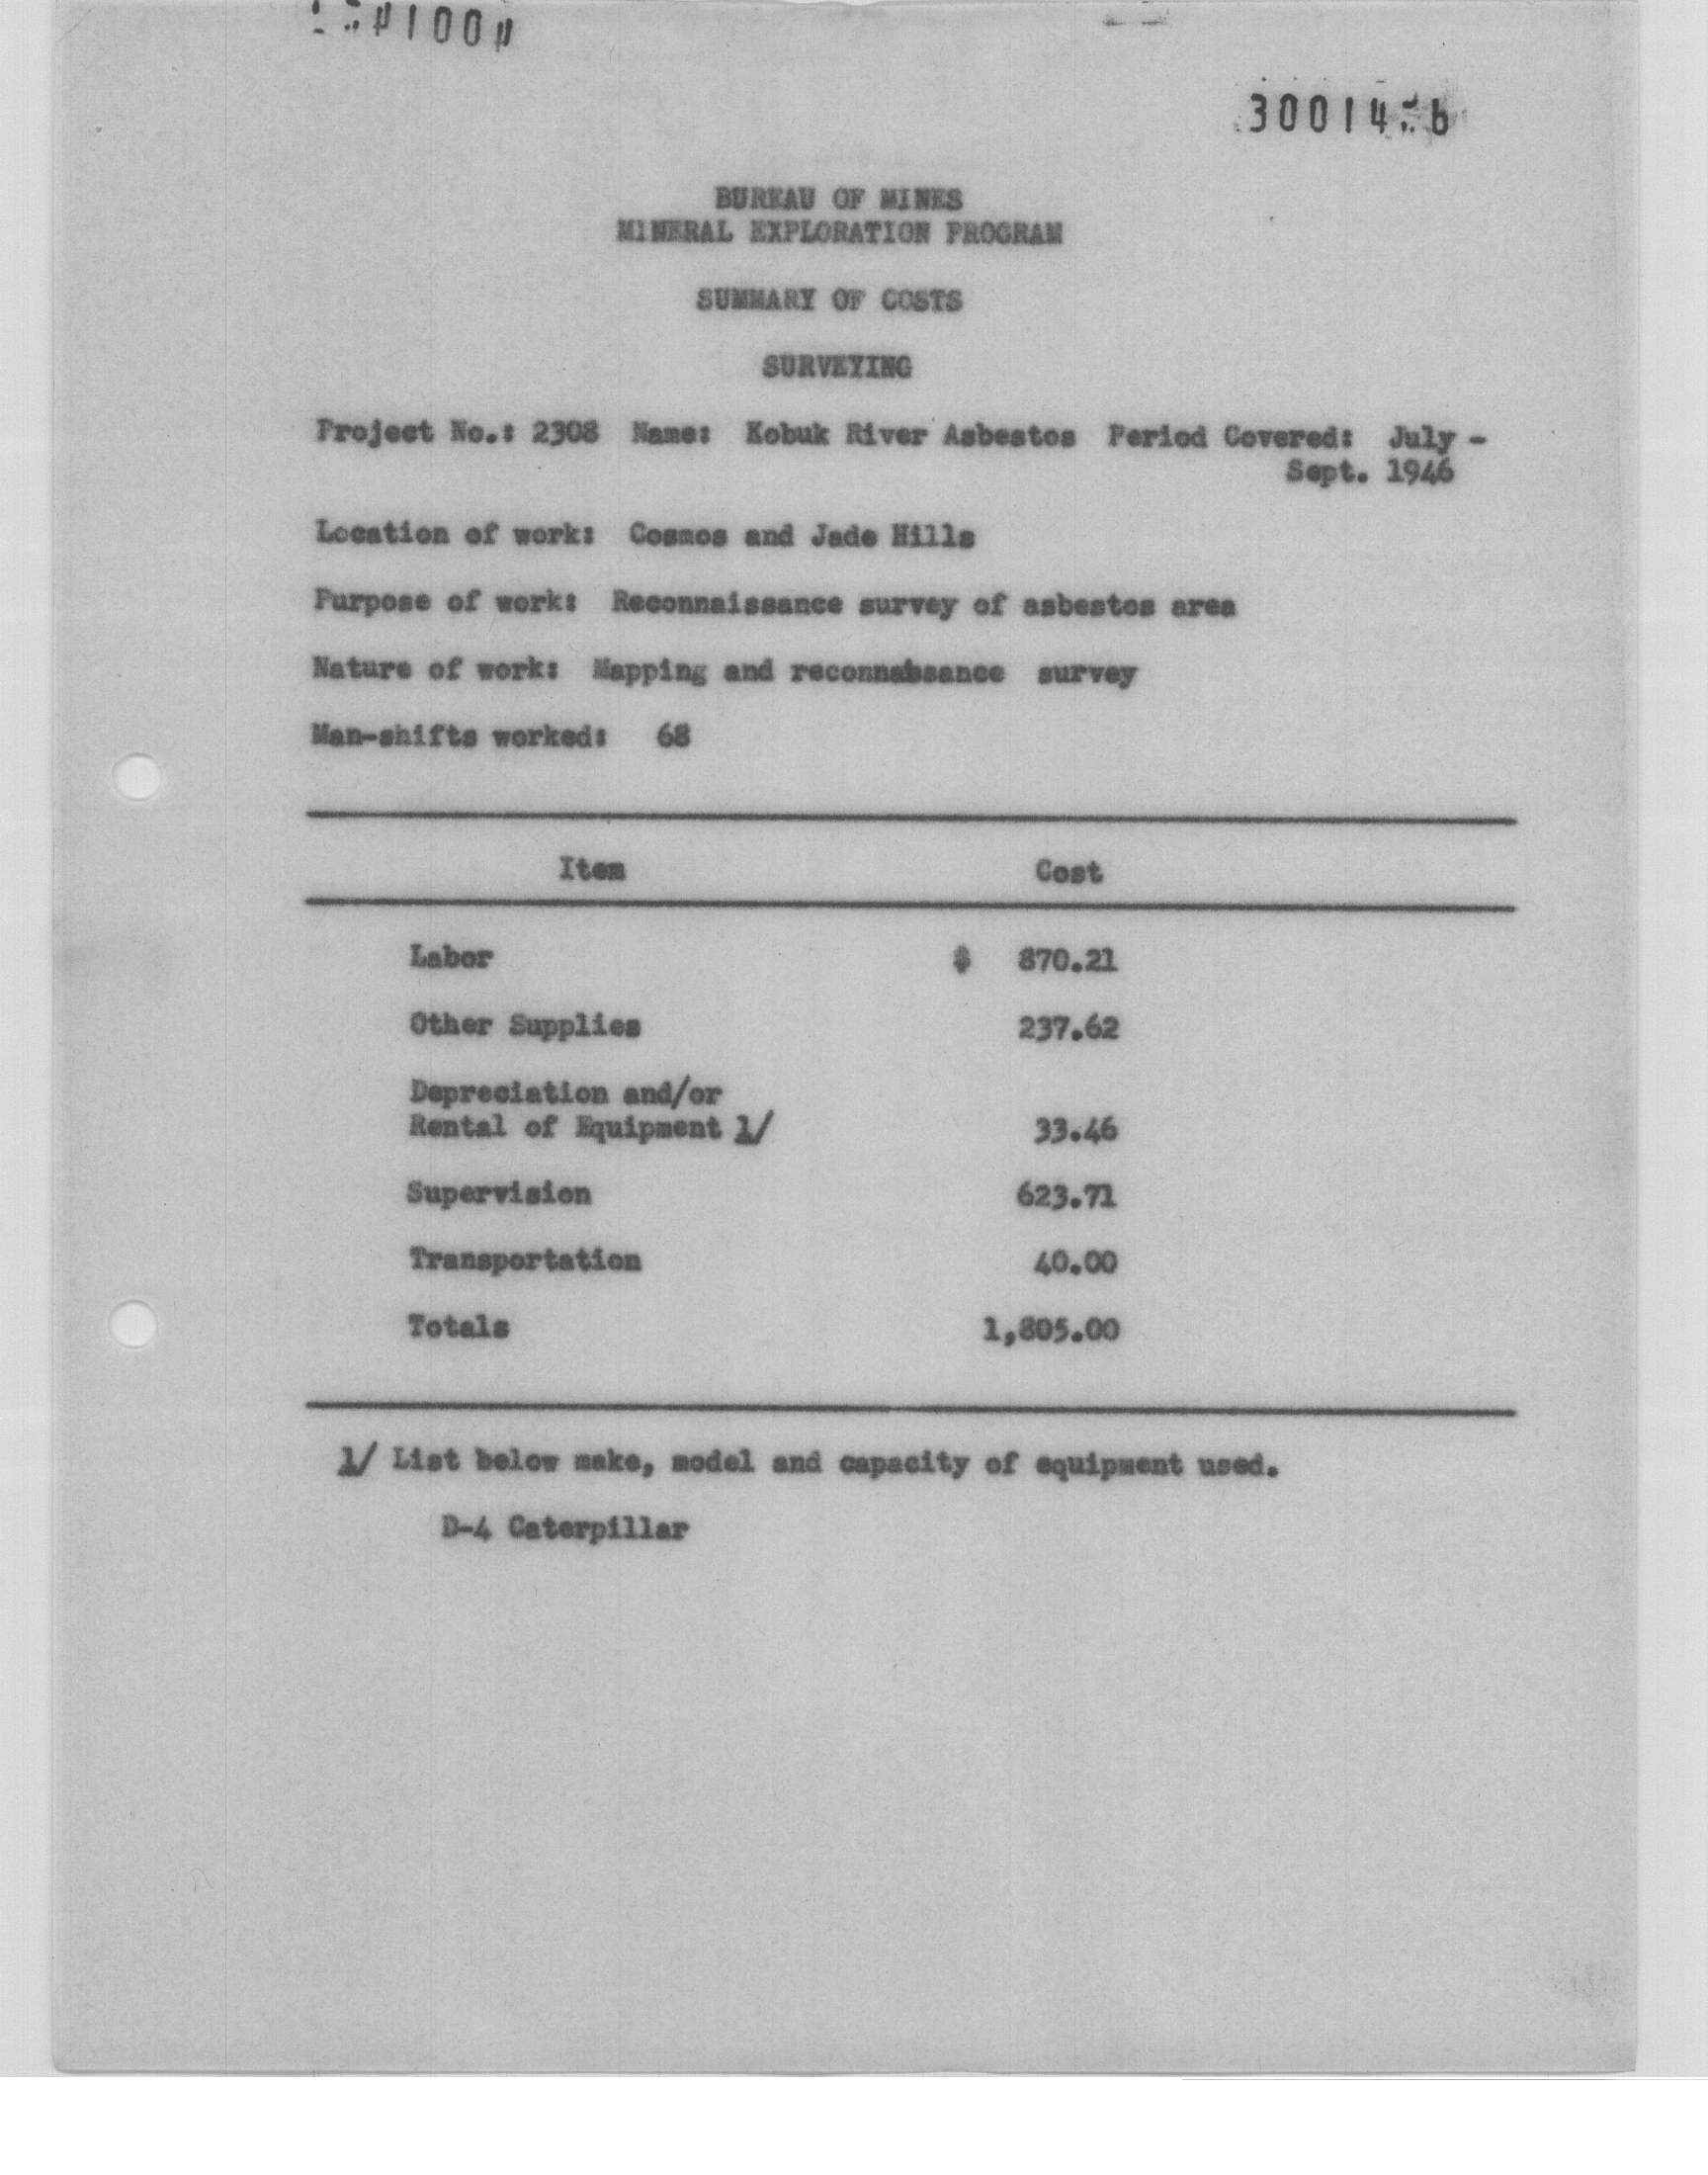 BUREAU OF MINES
MINERAL EXPLORATION PROGRAM
SUMMARY OF COSTS
SURVEYING
Project No.: 2308 Name: Kobuk River Asbestos Period Covered: July -
Sept. 1946
Location of work: Cosmos and Jade Hills
Purpose of work: Reconnaissance survey of asbestos area
Nature of work: Mapping and survey
Man-shifts worked: 68
Item Cost
Labor $ 870.21
Other Supplies 237.62
Depreciation and/or
Rental of Equipment 1/ 33.46
Supervision 623.71
Transportation 40.00
Totals 1,805.00
1/ List below make, model and capacity of equipment used.
D-4 Caterpillar